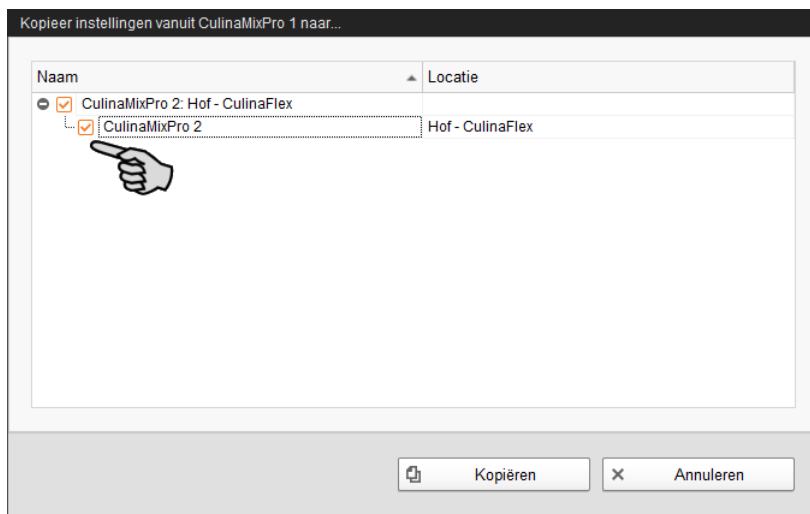 Kopieer instellingen vanuit CulinaMixPro 1 naar...
Naam Locatie
CulinaMixPro 2: Hof - CulinaFlex
CulinaMixPro 2 Hof - CulinaFlex
Kopiëren Annuleren